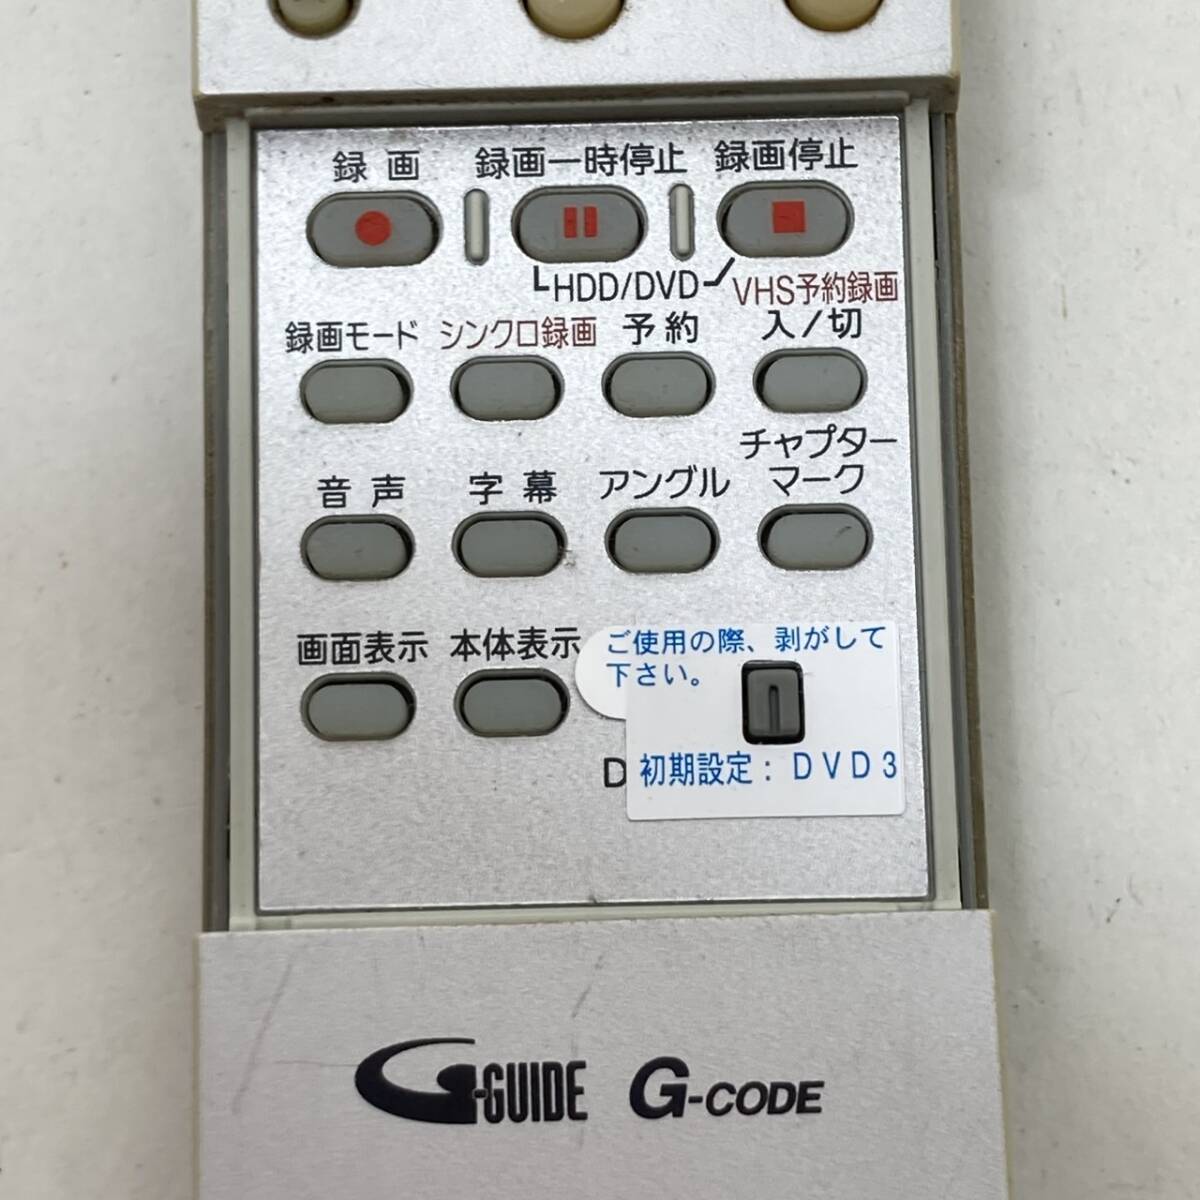 録画 録画一時停止 録画停止
HDD/DVD VHS予約録画
録画モード シンクロ録画 予約 入/切
チャプター
音声 字幕 アングル マーク
画面表示 本体表示 ご使用の際、剥がして
下さい。
初期設定:DVD3
G-GUIDE G-CODE